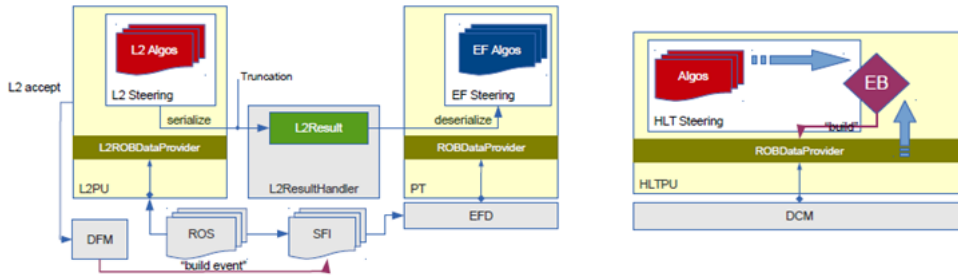 L2 Algos
L2 Steering
L2 accept
Truncation
serialize
L2Result
deserialize
EF Algos
EF Steering
L2ROBDataProvider
ROBDataProvider
L2PU
L2ResultHandler
PT
DFM
ROS
SFI
EFD
"build event"
Algos
HLT Steering
EB
"build"
ROBDataProvider
HLTPU
DCM